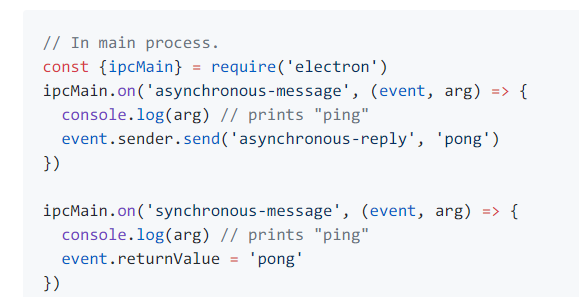 // In main process.
const {ipcMain} = require('electron')
ipcMain.on('asynchronous-message', (event, arg) => {
  console.log(arg) // prints "ping"
  event.sender.send('asynchronous-reply', 'pong')
})

ipcMain.on('synchronous-message', (event, arg) => {
  console.log(arg) // prints "ping"
  event.returnValue = 'pong'
})